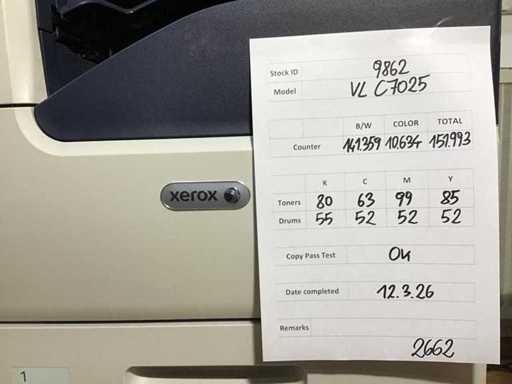 Stock ID 9862
Model VL C7025
B/W COLOR TOTAL
Counter 141.359 10.634 151.993
K C M Y
Toners 80 63 99 85
Drums 55 52 52 52
Copy Pass Test OK
Date completed 12.3.26
Remarks
2662
xerox
1